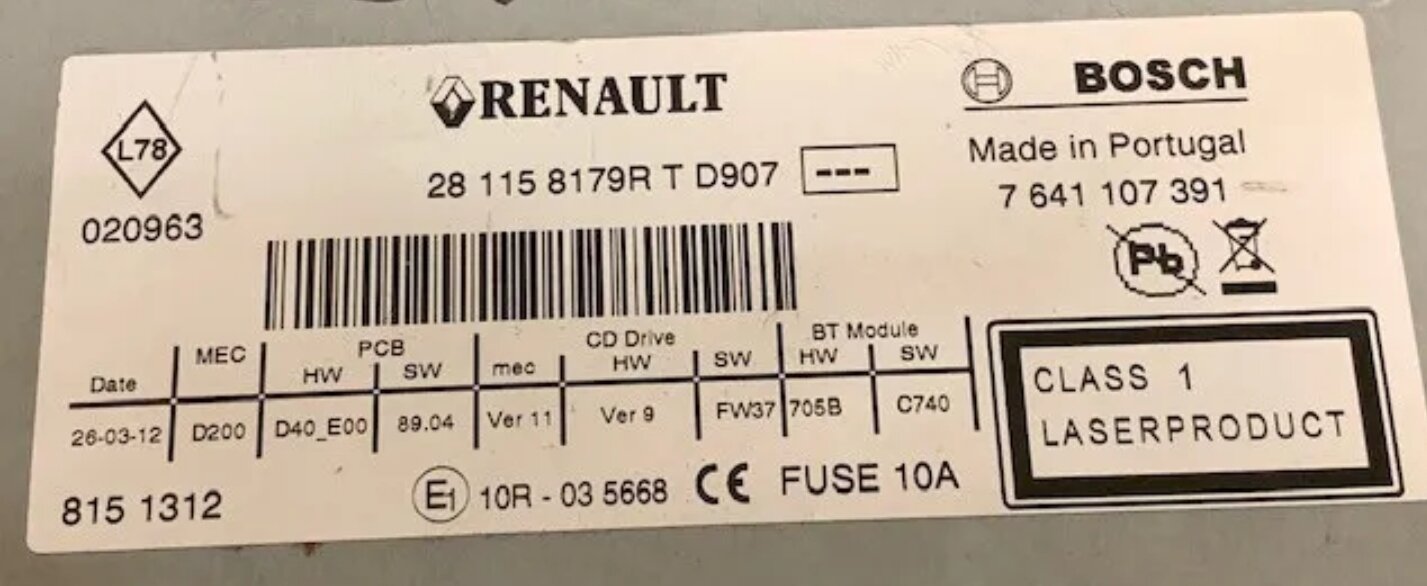 RENAULT
BOSCH
L78
020963
28 115 8179R T D907 ---
Made in Portugal
7 641 107 391
Pb
Date MEC PCB HW SW mec CD Drive HW SW BT Module HW SW
26-03-12 D200 D40_E00 89.04 Ver 11 Ver 9 FW37 705B C740
CLASS 1
LASERPRODUCT
815 1312
E1 10R - 03 5668 CE FUSE 10A